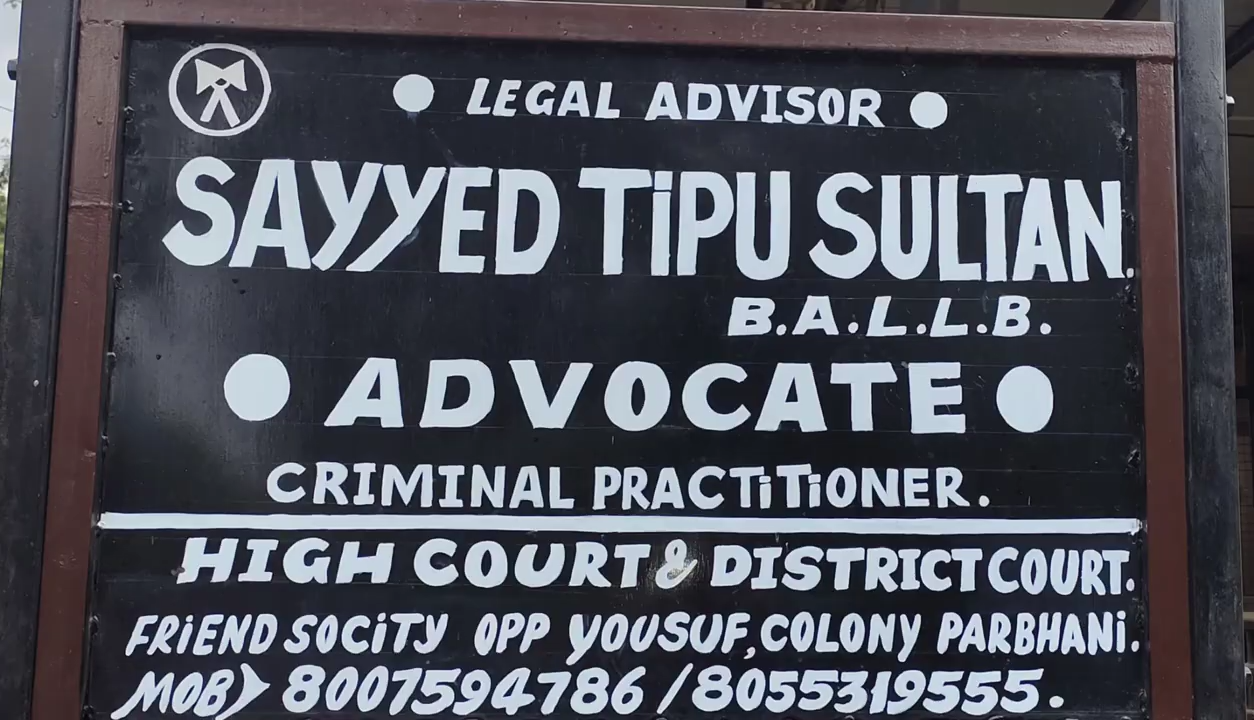 LEGAL ADVISOR
SAYYED TiPU SULTAN.
B.A.L.L.B.
ADVOCATE
CRIMINAL PRACTiTiONER.
HIGH COURT & DISTRICT COURT.
FRiEND SOCiTY OPP YOUSUF, COLONY PARBHANi.
MOB> 8007594786 / 8055319555.